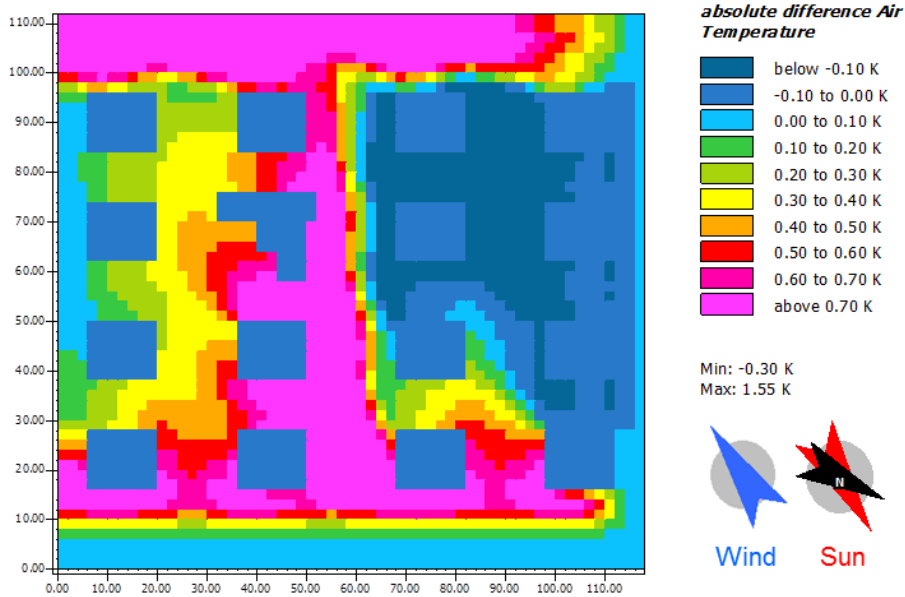 absolute difference Air
Temperature
below -0.10 K
-0.10 to 0.00 K
0.00 to 0.10 K
0.10 to 0.20 K
0.20 to 0.30 K
0.30 to 0.40 K
0.40 to 0.50 K
0.50 to 0.60 K
0.60 to 0.70 K
above 0.70 K
Min: -0.30 K
Max: 1.55 K
N
Wind
Sun
110.00
100.00
90.00
80.00
70.00
60.00
50.00
40.00
30.00
20.00
10.00
0.00
0.00 10.00 20.00 30.00 40.00 50.00 60.00 70.00 80.00 90.00 100.00 110.00